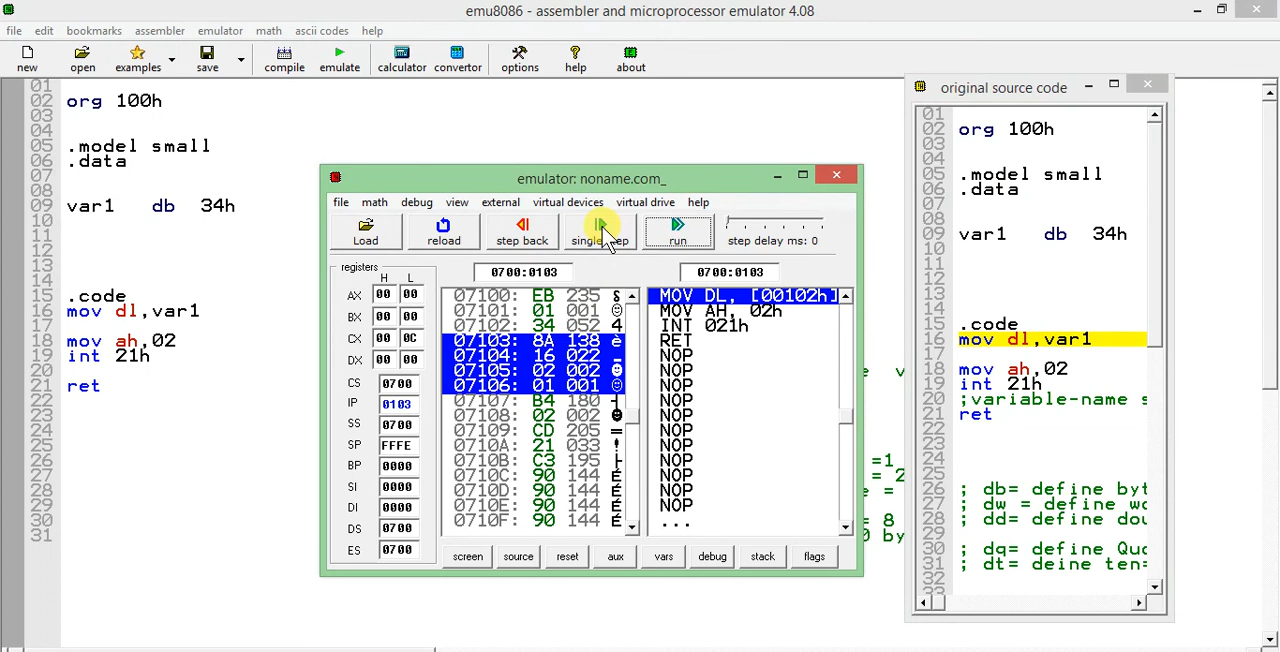 emu8086 - assembler and microprocessor emulator 4.08
file edit bookmarks assembler emulator math ascii codes help
new open examples save compile emulate calculator convertor options help about
01
02 org 100h
03
04
05 .model small
06 .data
07
08
09 var1 db 34h
10
11
12
13
14
15 .code
16 mov dl,var1
17
18 mov ah,02
19 int 21h
20
21 ret
22
23
24
25
26
27
28
29
30
31
emulator: noname.com_
file math debug view external virtual devices virtual drive help
Load reload step back single step run step delay ms: 0
registers
H L
AX 00 00
BX 00 00
CX 00 0C
DX 00 00
CS 0700
IP 0103
SS 0700
SP FFFE
BP 0000
SI 0000
DI 0000
DS 0700
ES 0700
0700:0103
07100: EB 235 §
07101: 01 001 ☺
07102: 34 052 4
07103: 8A 138 è
07104: 16 022 _
07105: 02 002 ☻
07106: 01 001 ☺
07107: B4 180 ┤
07108: 02 002 ☻
07109: CD 205 =
0710A: 21 033 !
0710B: C3 195 ├
0710C: 90 144 É
0710D: 90 144 É
0710E: 90 144 É
0710F: 90 144 É
0700:0103
MOV DL, [00102h]
MOV AH, 02h
INT 021h
RET
NOP
NOP
NOP
NOP
NOP
NOP
NOP
NOP
NOP
NOP
NOP
...
screen source reset aux vars debug stack flags
e v
=1
= 2
e =
= 8
0 by
original source code
01
02 org 100h
03
04
05 .model small
06 .data
07
08
09 var1 db 34h
10
11
12
13
14
15 .code
16 mov dl,var1
17
18 mov ah,02
19 int 21h
20 ;variable-name s
21 ret
22
23
24
25
26 ; db= define byt
27 ; dw = define wo
28 ; dd= define dou
29
30 ; dq= define Quo
31 ; dt= deine ten=
32
33